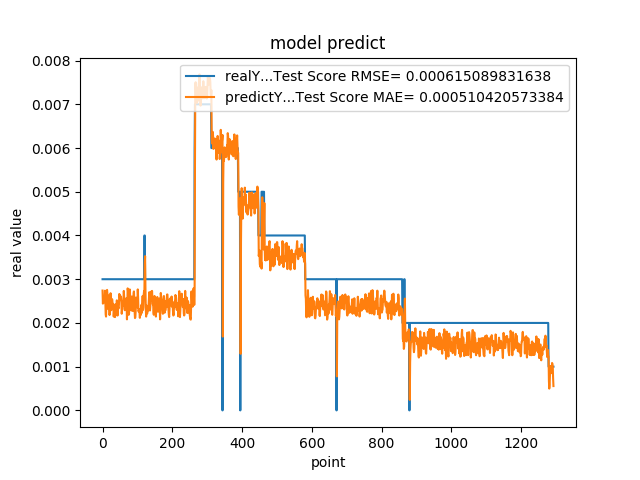 model predict
realY...Test Score RMSE= 0.000615089831638
predictY...Test Score MAE= 0.000510420573384
0.008
0.007
0.006
0.005
0.004
0.003
0.002
0.001
0.000
real value
0 200 400 600 800 1000 1200
point